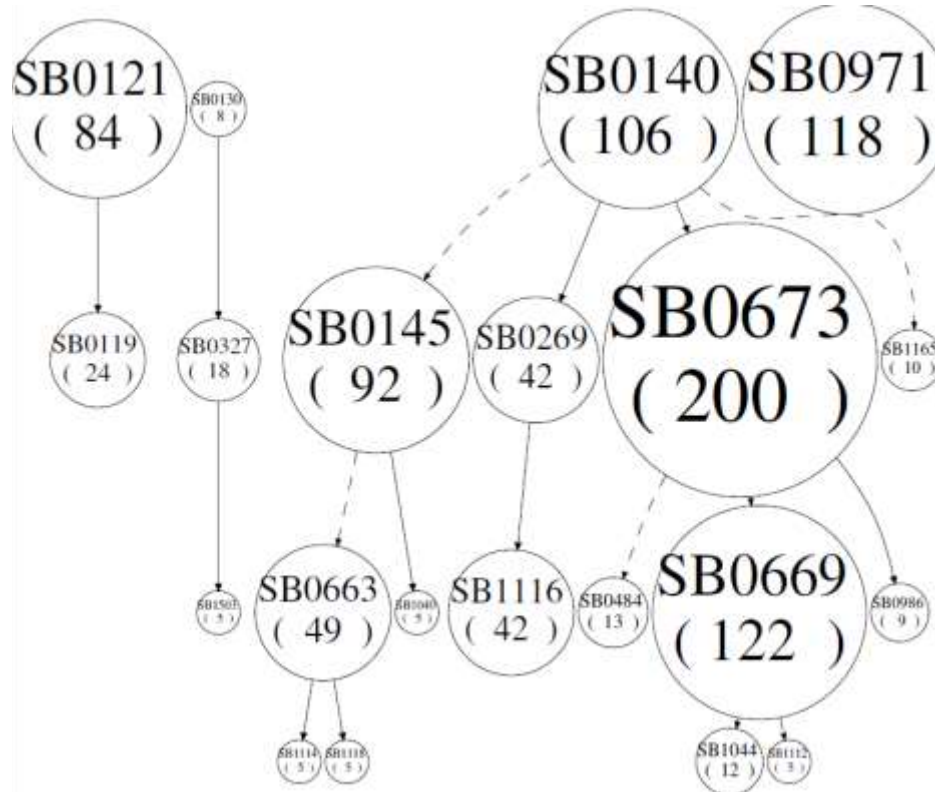 SB0121
( 84 )
SB0130
( 8 )
SB0140
( 106 )
SB0971
( 118 )
SB0119
( 24 )
SB0327
( 18 )
SB0145
( 92 )
SB0269
( 42 )
SB0673
( 200 )
SB1165
( 10 )
( 5 )
SB0663
( 49 )
SB1040
( 5 )
SB1116
( 42 )
SB0484
( 13 )
SB0669
( 122 )
SB0986
( 9 )
SB1114
( 5 )
SB1118
( 5 )
SB1044
( 12 )
SB1112